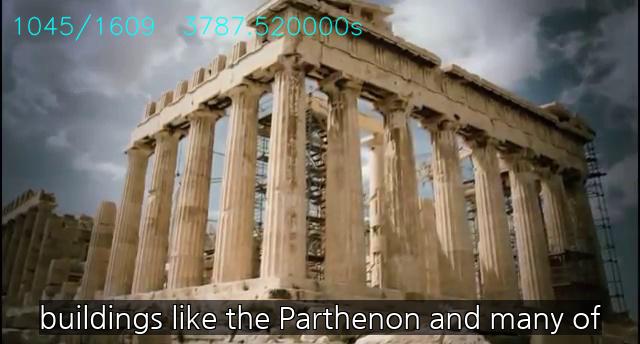 1045/1609 3787.520000s
buildings like the Parthenon and many of